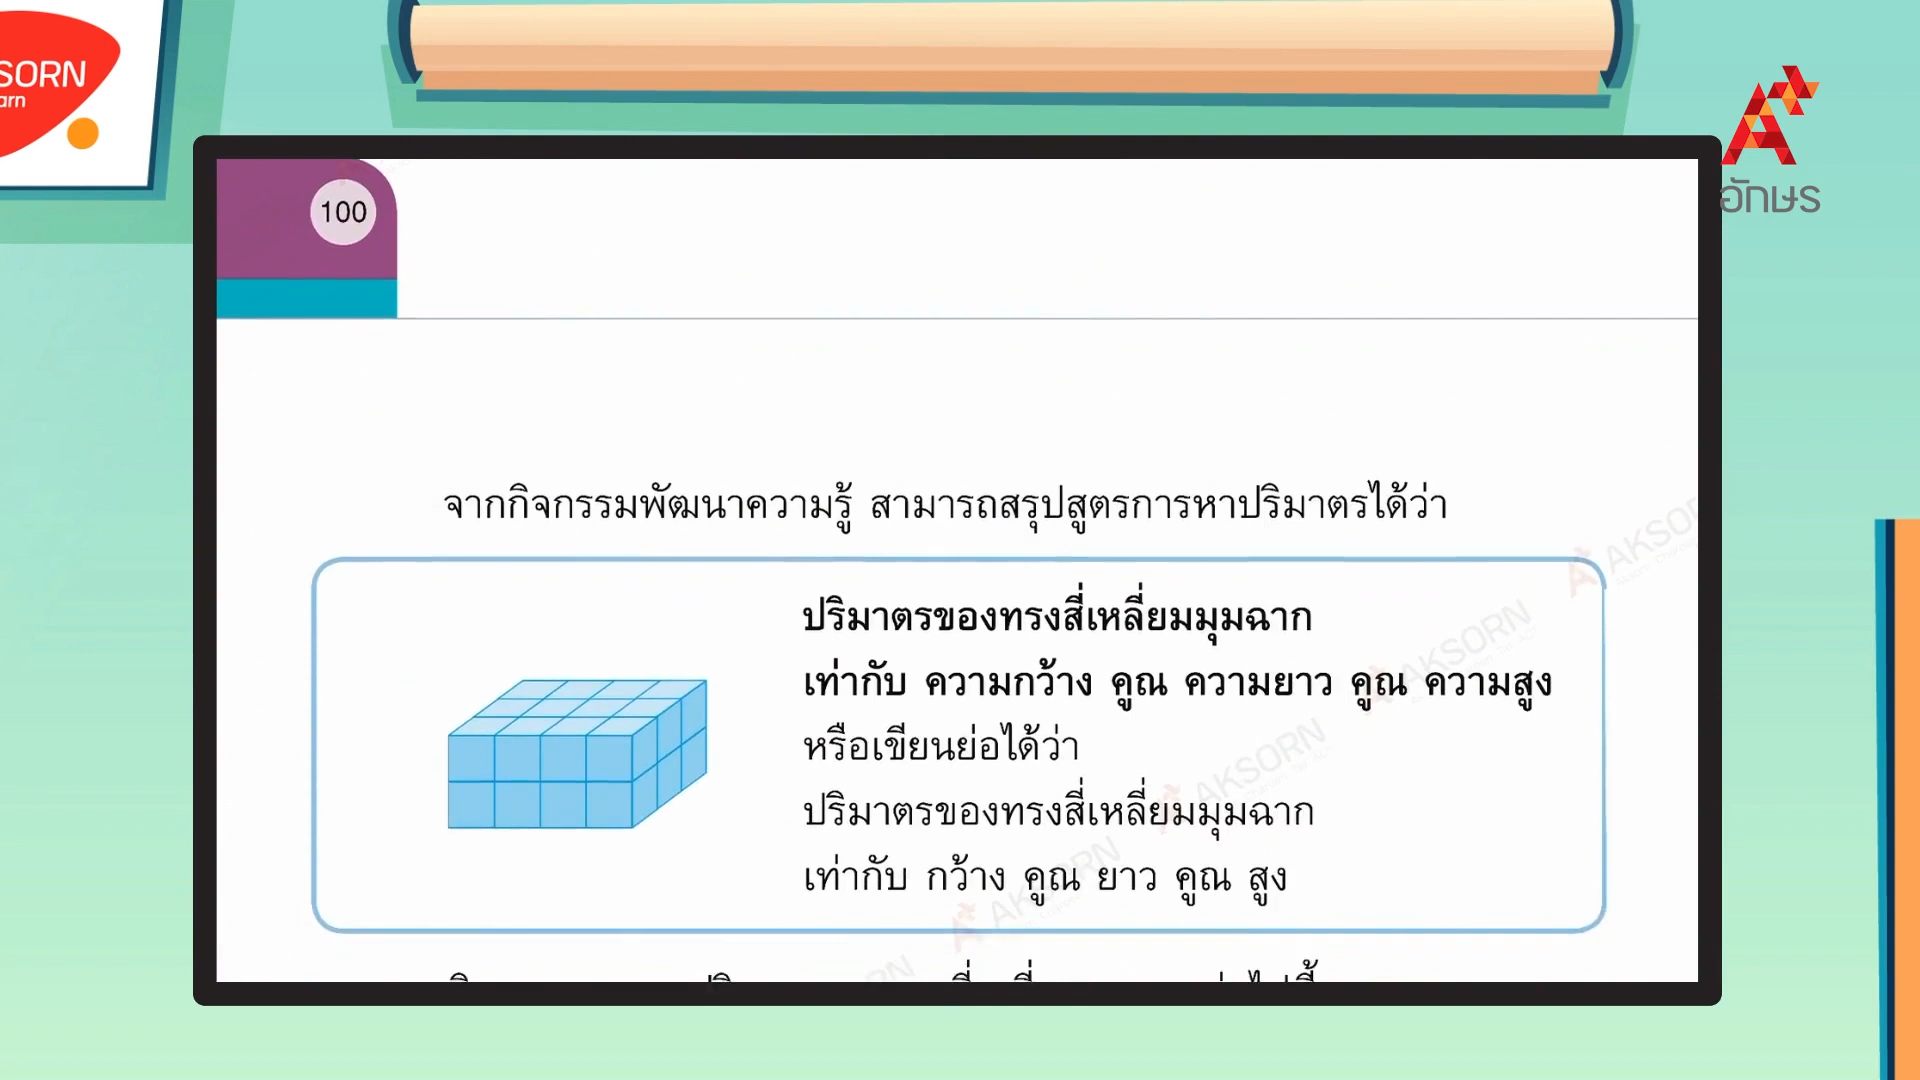 SORN
arn
อักษร
100
จากกิจกรรมพัฒนาความรู้ สามารถสรุปสูตรการหาปริมาตรได้ว่า
ปริมาตรของทรงสี่เหลี่ยมมุมฉาก
เท่ากับ ความกว้าง คูณ ความยาว คูณ ความสูง
หรือเขียนย่อได้ว่า
ปริมาตรของทรงสี่เหลี่ยมมุมฉาก
เท่ากับ กว้าง คูณ ยาว คูณ สูง
AKSORN
AKSORN
AKSORN